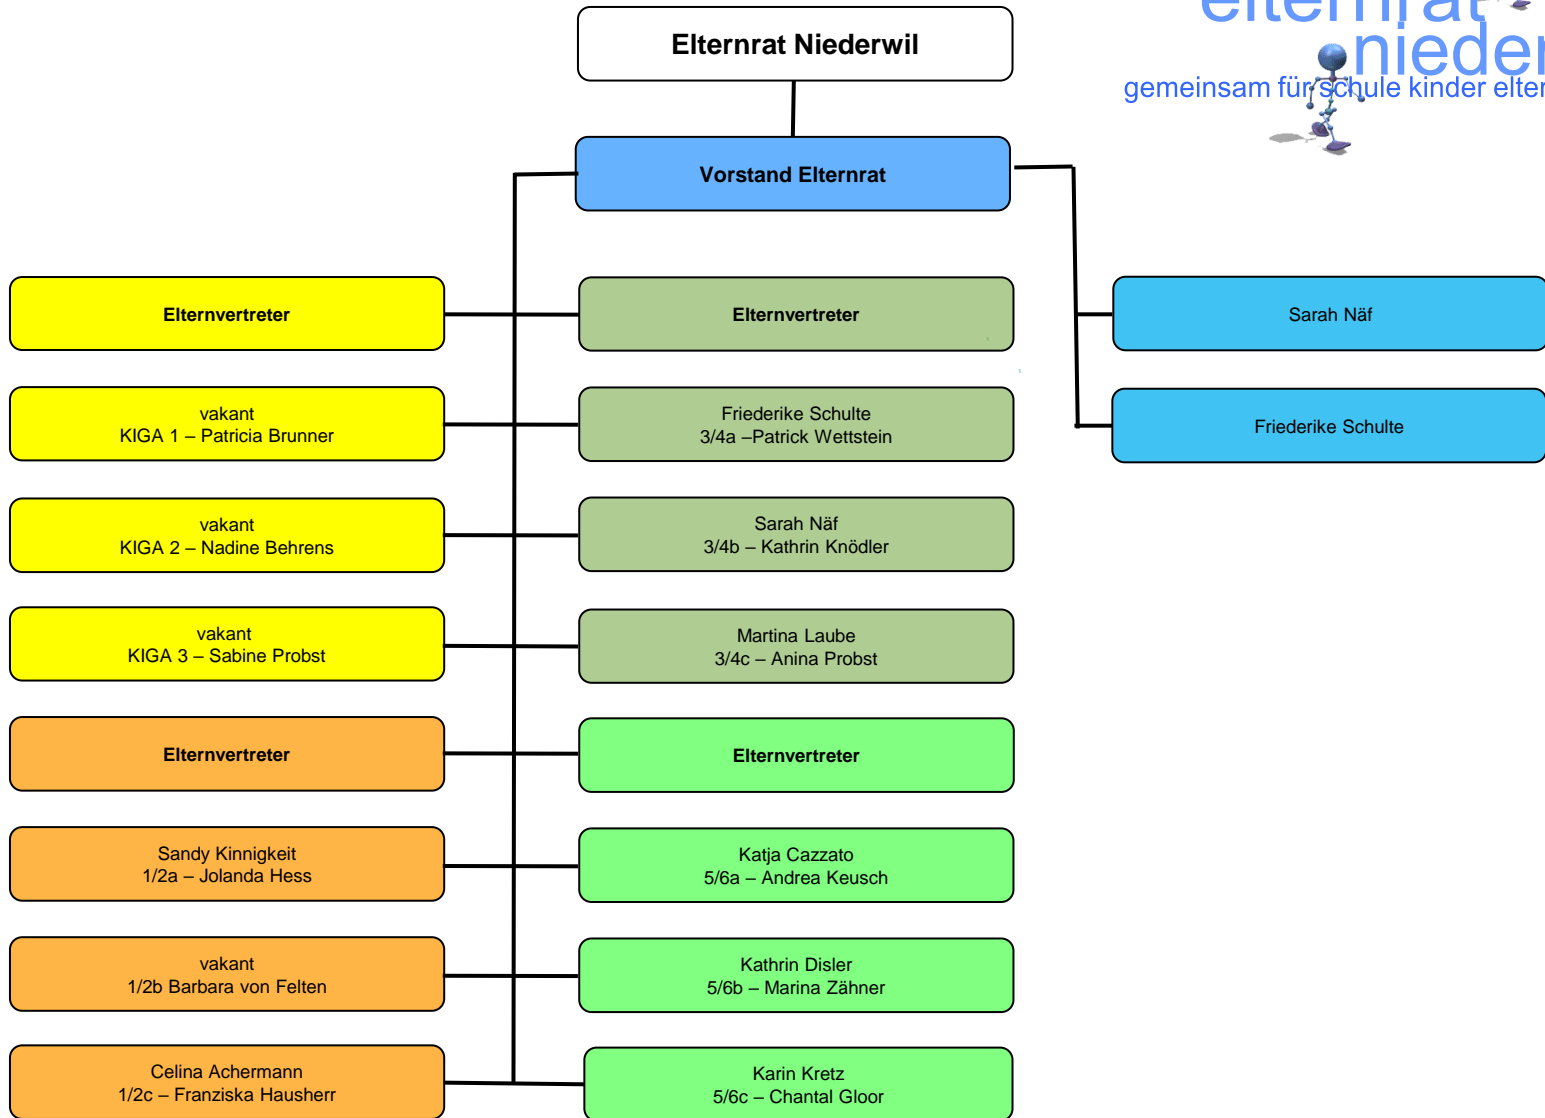 Elternrat Niederwil
elternrat
nieder
gemeinsam für schule kinder elter
Vorstand Elternrat
Elternvertreter
Elternvertreter
Sarah Näf
vakant
KIGA 1 – Patricia Brunner
Friederike Schulte
3/4a –Patrick Wettstein
Friederike Schulte
vakant
KIGA 2 – Nadine Behrens
Sarah Näf
3/4b – Kathrin Knödler
vakant
KIGA 3 – Sabine Probst
Martina Laube
3/4c – Anina Probst
Elternvertreter
Elternvertreter
Sandy Kinnigkeit
1/2a – Jolanda Hess
Katja Cazzato
5/6a – Andrea Keusch
vakant
1/2b Barbara von Felten
Kathrin Disler
5/6b – Marina Zähner
Celina Achermann
1/2c – Franziska Hausherr
Karin Kretz
5/6c – Chantal Gloor